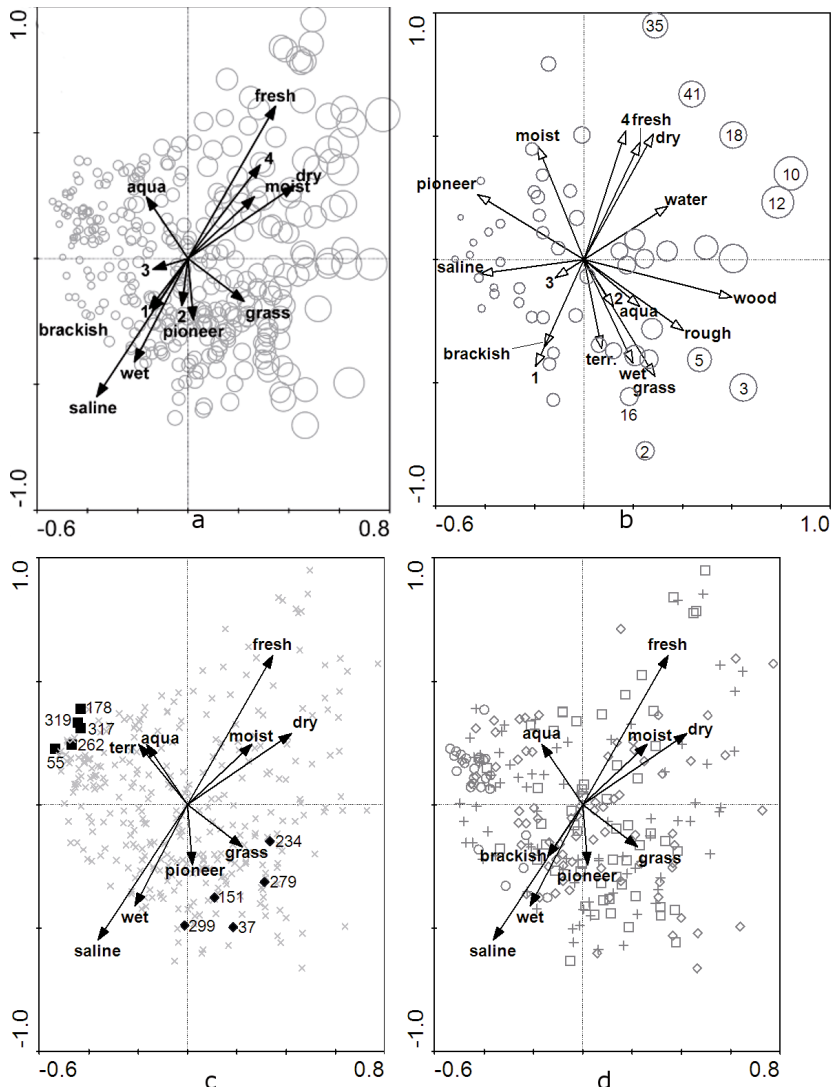 1.0
fresh
4
dry
moist
aqua
3
1
2
grass
brackish
pioneer
wet
saline
-1.0
-0.6
a
0.8
1.0
35
41
4 fresh
dry
18
moist
10
pioneer
12
water
saline
3
2
aqua
wood
rough
brackish
terr.
5
1
wet
grass
3
16
2
-1.0
-0.6
b
1.0
1.0
fresh
178
319
317
dry
262
terr
aqua
moist
55
234
grass
pioneer
279
151
wet
299
37
saline
-1.0
-0.6
c
0.8
fresh
dry
aqua
moist
brackish
grass
pioneer
wet
saline
-0.6
d
0.8